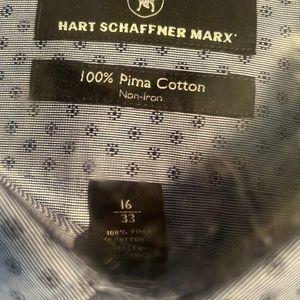 HART SCHAFFNER MARX
100% Pima Cotton
Non-Iron
16
33
100% PIMA
COTTON